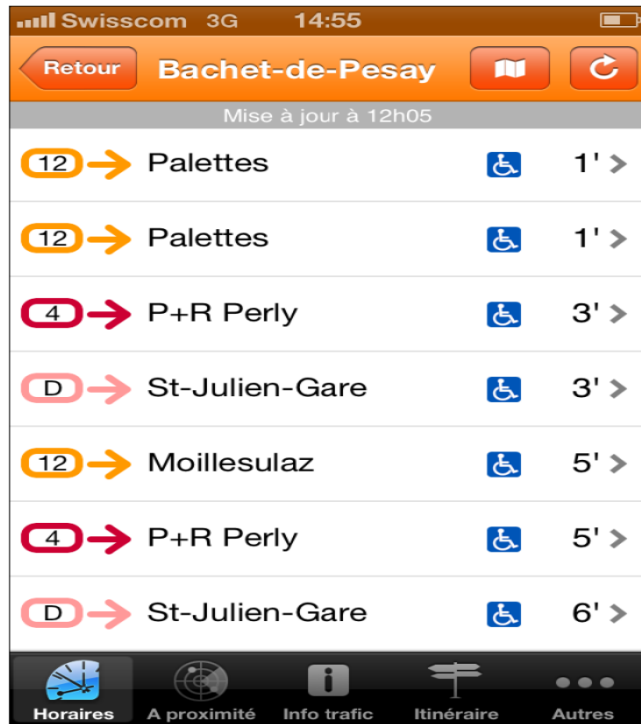 Swisscom 3G 14:55
Retour Bachet-de-Pesay
Mise à jour à 12h05
12 Palettes 1'
12 Palettes 1'
4 P+R Perly 3'
D St-Julien-Gare 3'
12 Moillesulaz 5'
4 P+R Perly 5'
D St-Julien-Gare 6'
Horaires A proximité Info trafic Itinéraire Autres